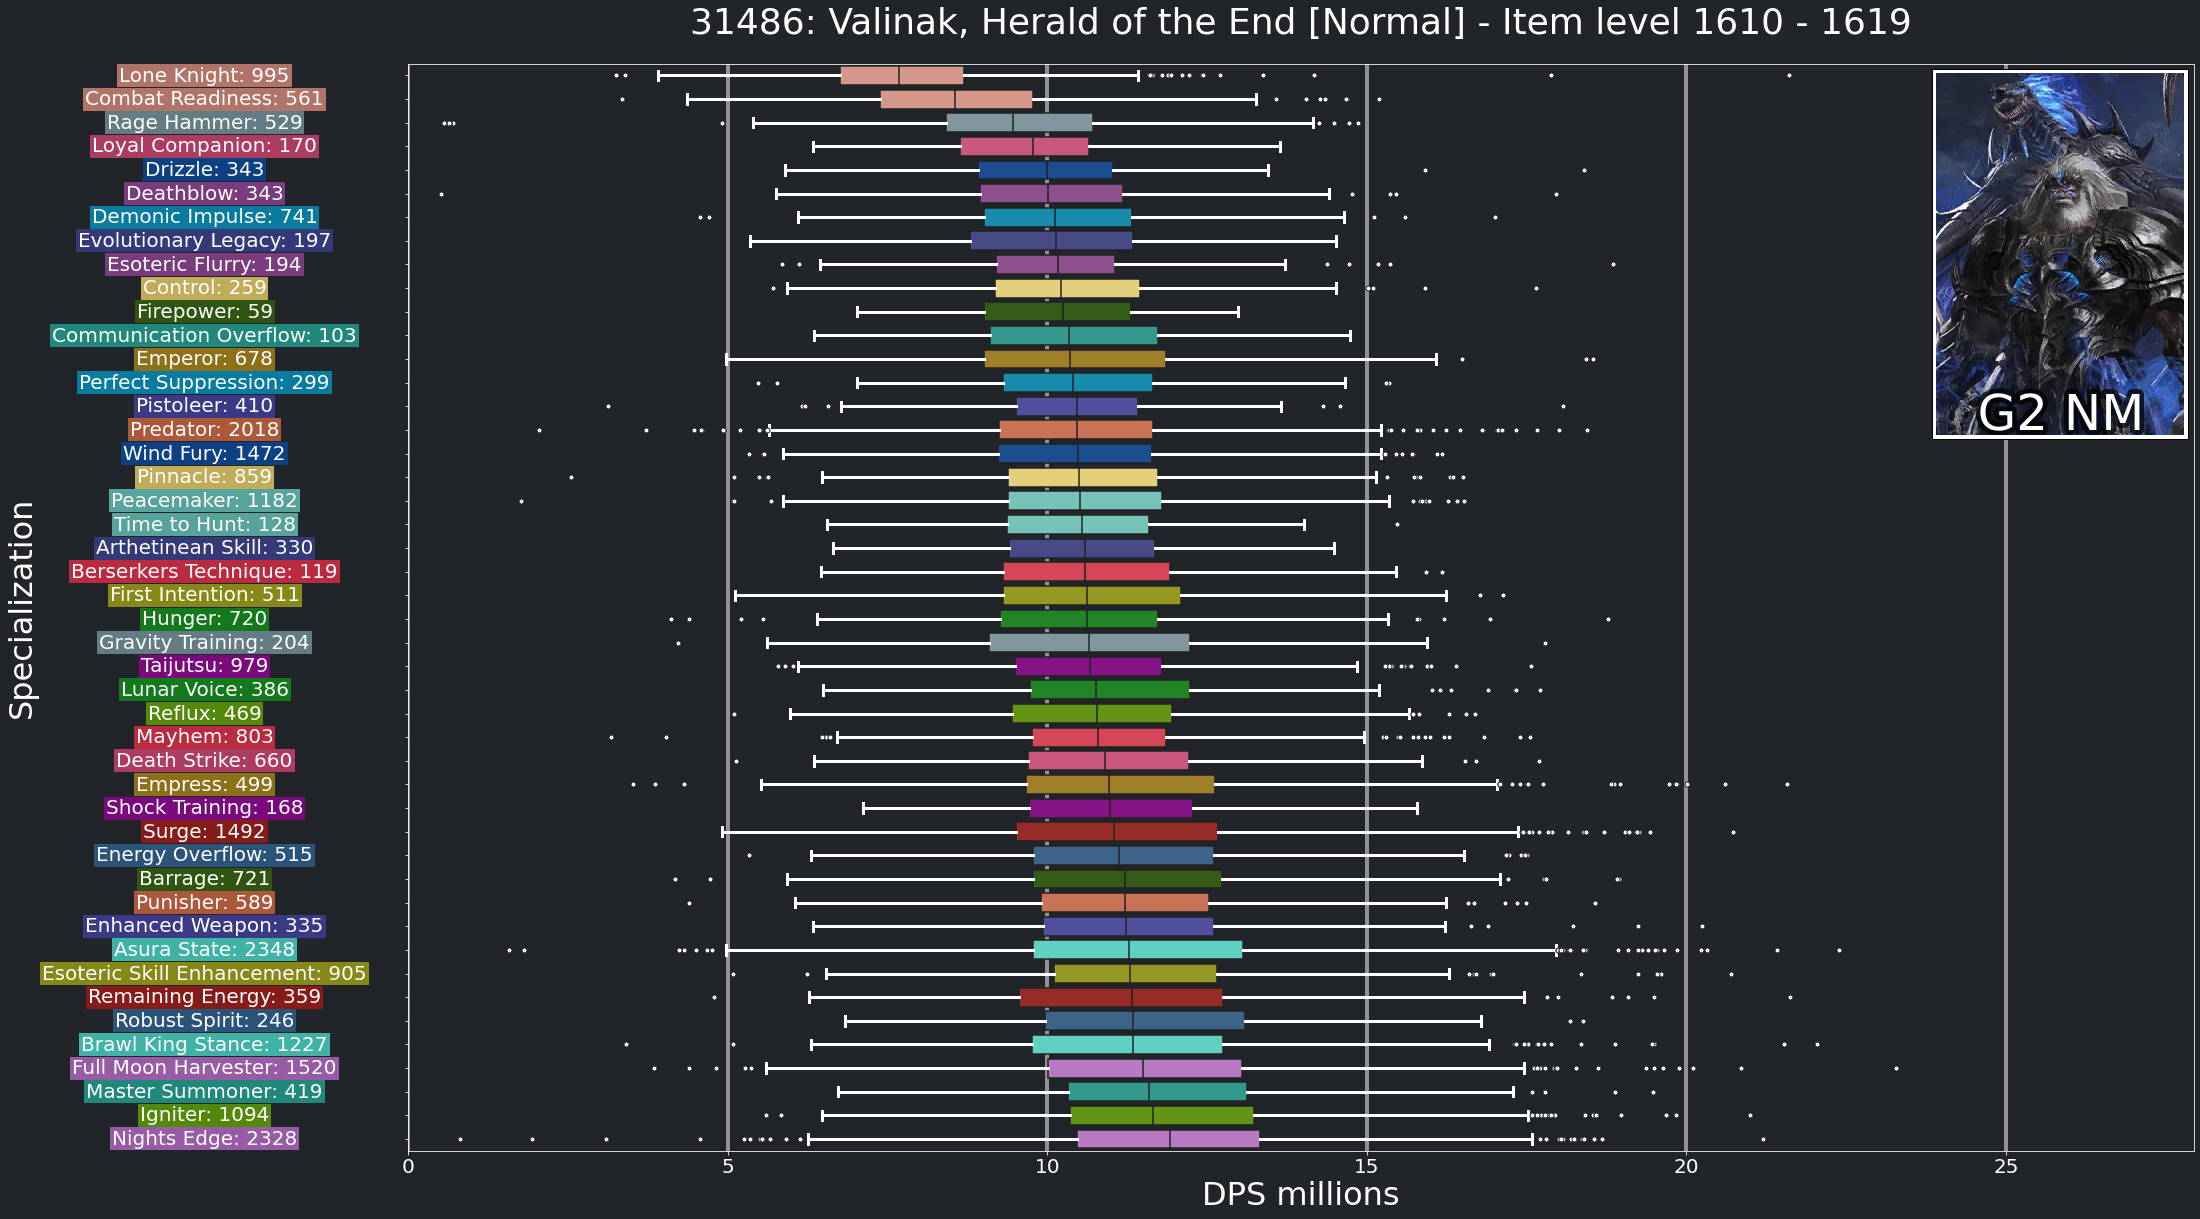 31486: Valinak, Herald of the End [Normal] - Item level 1610 - 1619
Lone Knight: 995
Combat Readiness: 561
Rage Hammer: 529
Loyal Companion: 170
Drizzle: 343
Deathblow: 343
Demonic Impulse: 741
Evolutionary Legacy: 197
Esoteric Flurry: 194
Control: 259
Firepower: 59
Communication Overflow: 103
Emperor: 678
Perfect Suppression: 299
Pistoleer: 410
Predator: 2018
Wind Fury: 1472
Pinnacle: 859
Peacemaker: 1182
Time to Hunt: 128
Arthetinean Skill: 330
Berserkers Technique: 119
First Intention: 511
Hunger: 720
Gravity Training: 204
Taijutsu: 979
Lunar Voice: 386
Reflux: 469
Mayhem: 803
Death Strike: 660
Empress: 499
Shock Training: 168
Surge: 1492
Energy Overflow: 515
Barrage: 721
Punisher: 589
Enhanced Weapon: 335
Asura State: 2348
Esoteric Skill Enhancement: 905
Remaining Energy: 359
Robust Spirit: 246
Brawl King Stance: 1227
Full Moon Harvester: 1520
Master Summoner: 419
Igniter: 1094
Nights Edge: 2328
Specialization
G2 NM
0 5 10 15 20 25
DPS millions